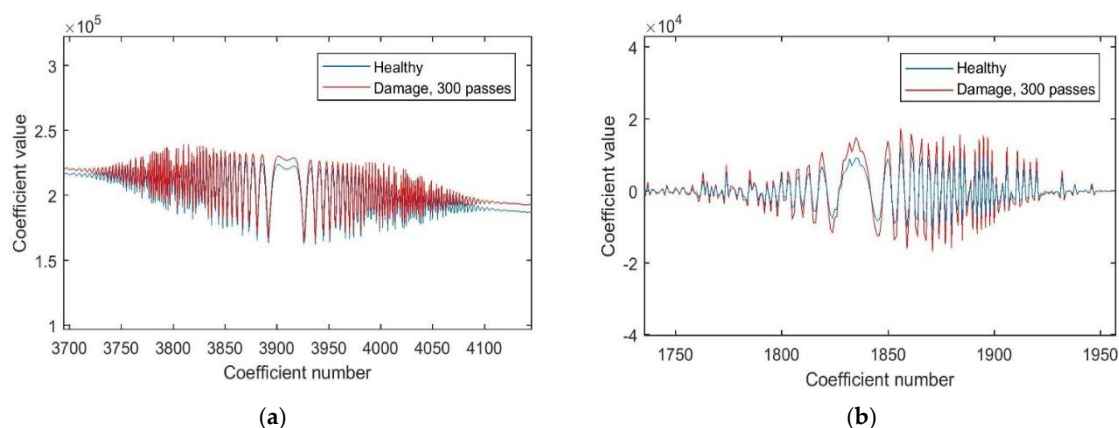 ×10⁵
3
2.5
2
1.5
1
Coefficient value
Healthy
Damage, 300 passes
3700 3750 3800 3850 3900 3950 4000 4050 4100
Coefficient number
(a)
×10⁴
4
2
0
-2
-4
Coefficient value
Healthy
Damage, 300 passes
1750 1800 1850 1900 1950
Coefficient number
(b)